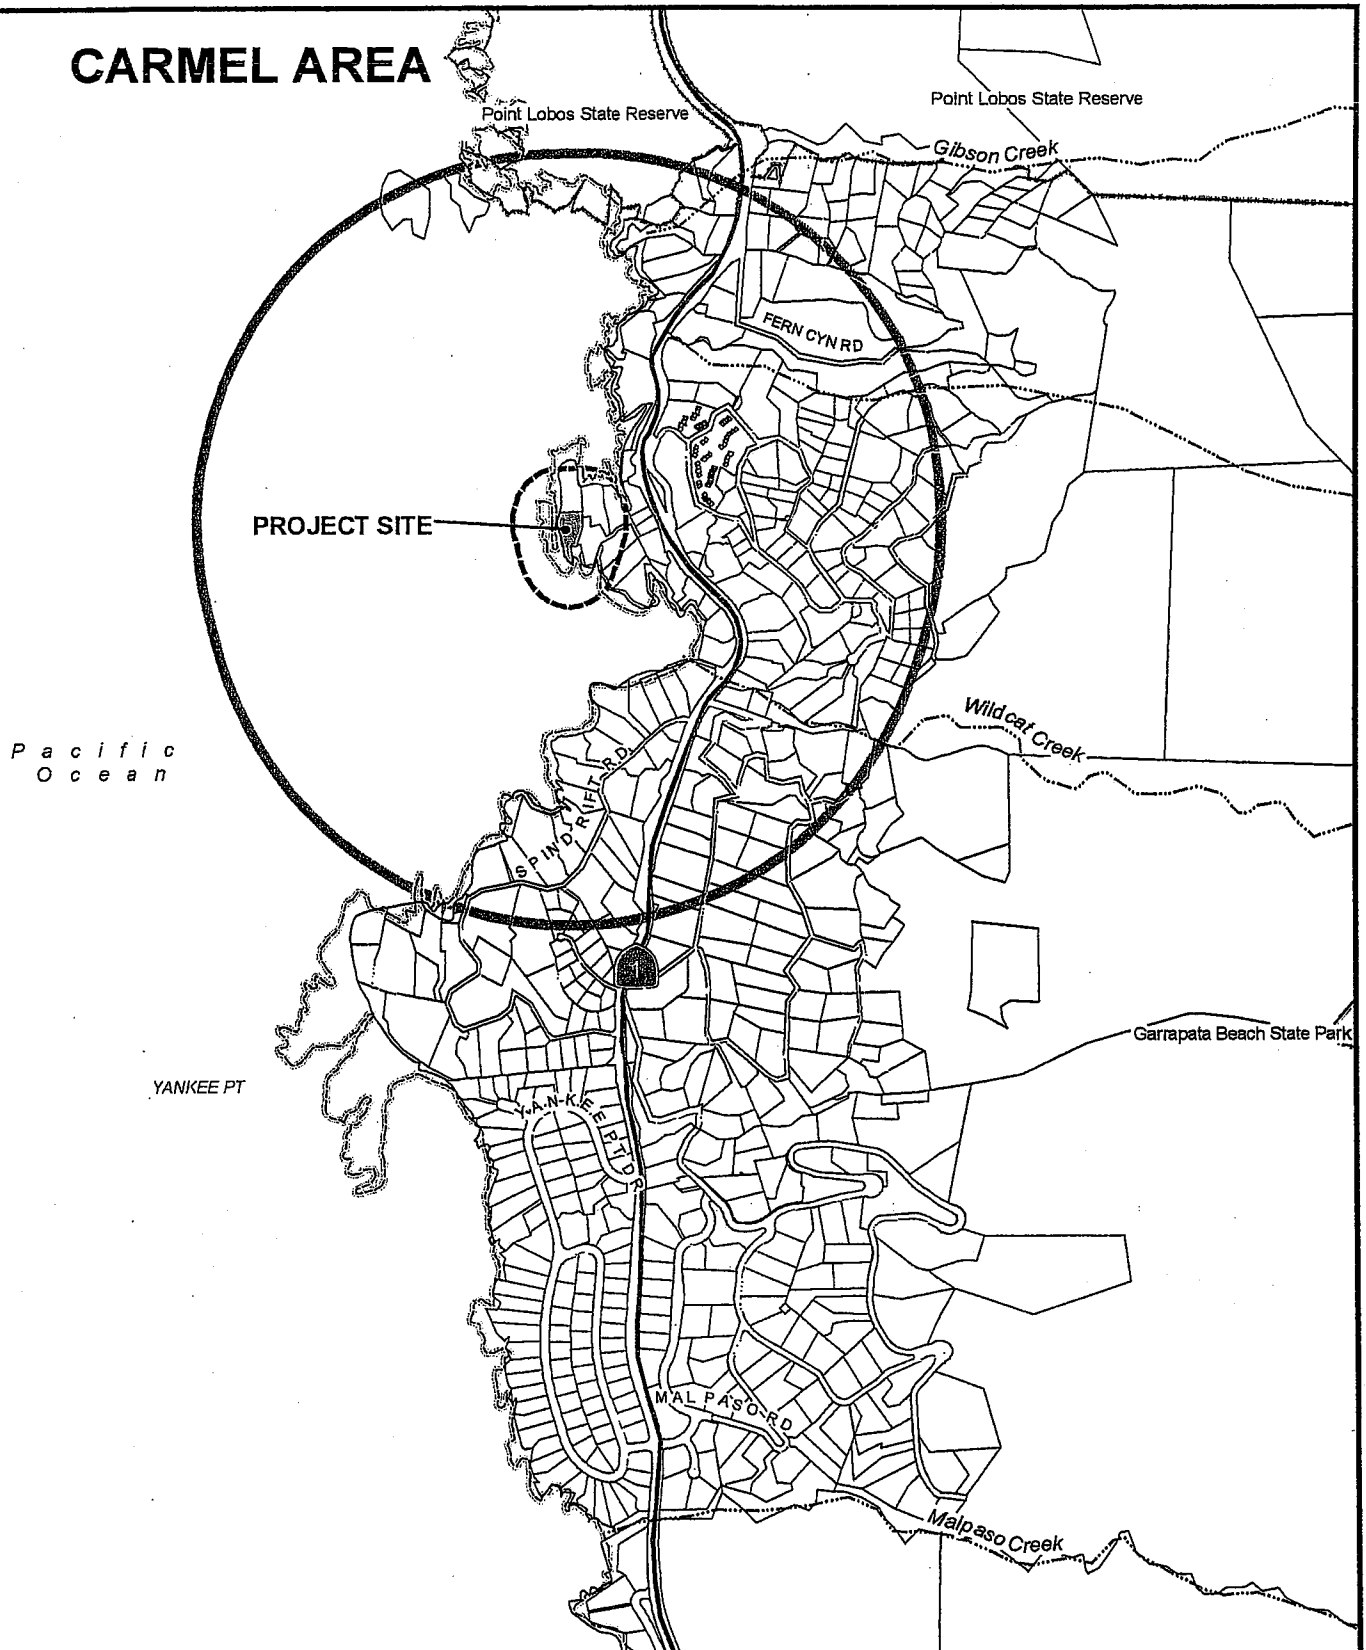 CARMEL AREA
Point Lobos State Reserve
Point Lobos State Reserve
Gibson Creek
FERN CYN RD
PROJECT SITE
Wildcat Creek
Pacific
Ocean
SPINDRIFT RD
1
Garrapata Beach State Park
YANKEE PT
YANKEE PT DR
MAL PASO RD
Malpaso Creek